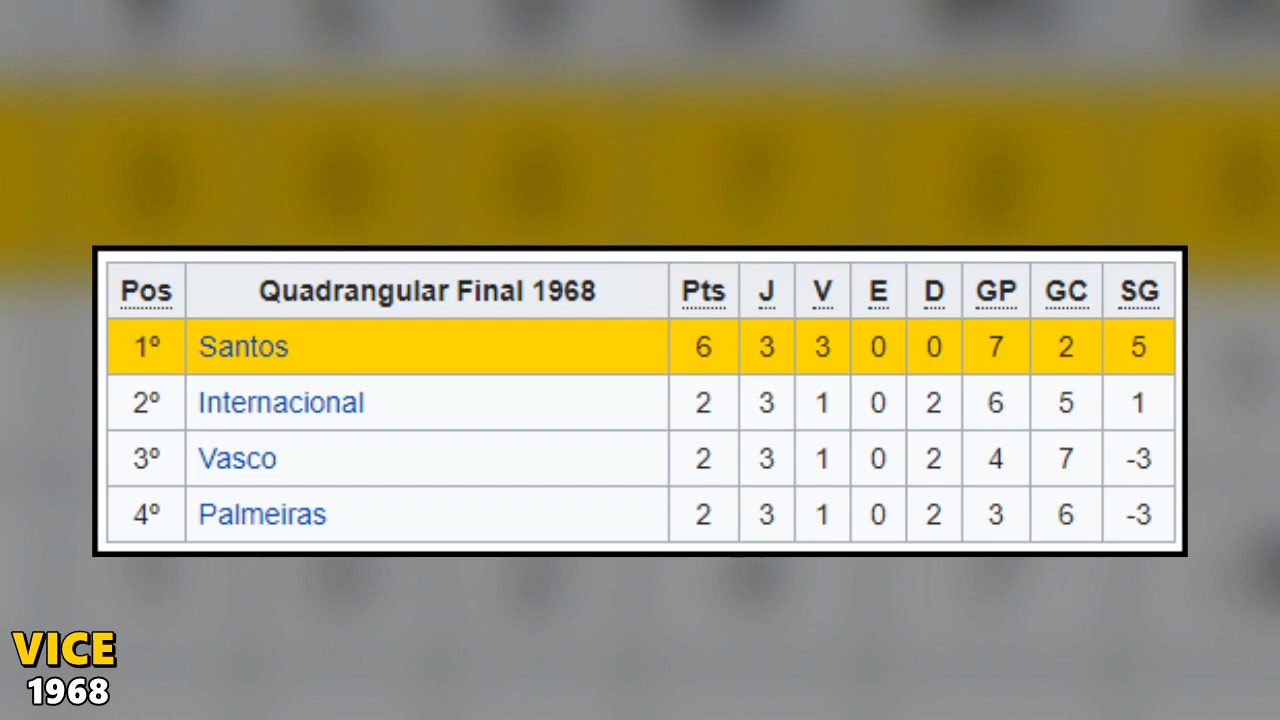 Pos Quadrangular Final 1968 Pts J V E D GP GC SG
1º Santos 6 3 3 0 0 7 2 5
2º Internacional 2 3 1 0 2 6 5 1
3º Vasco 2 3 1 0 2 4 7 -3
4º Palmeiras 2 3 1 0 2 3 6 -3
VICE
1968